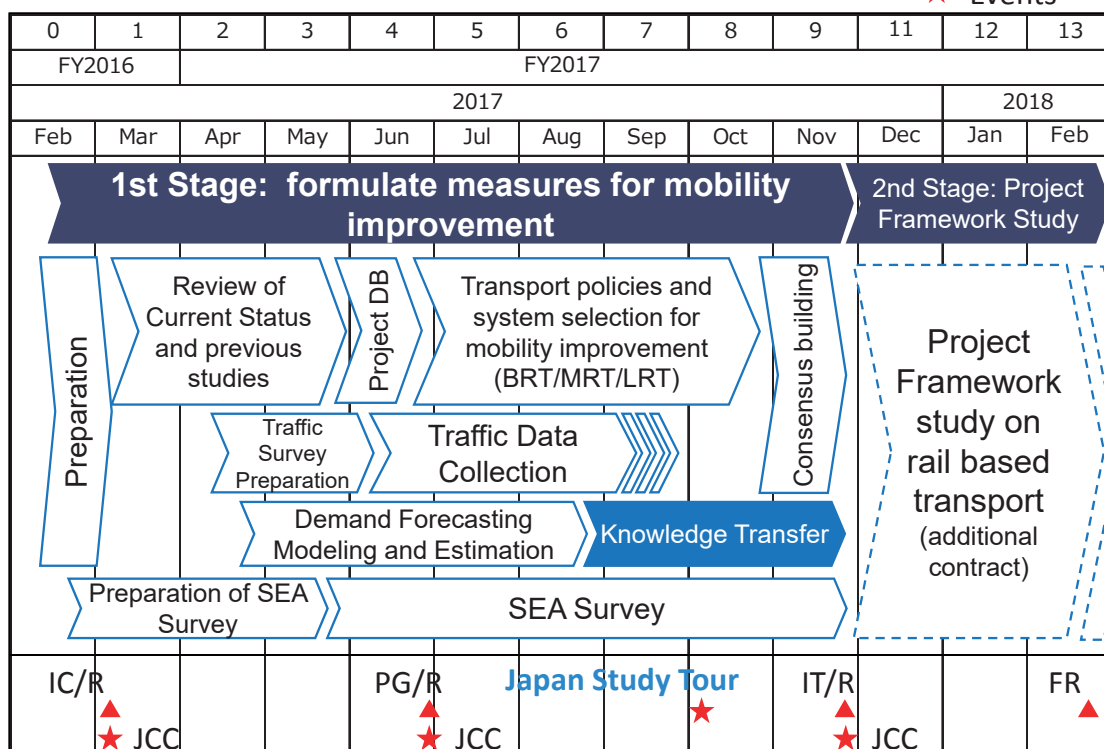 Events
0 1 2 3 4 5 6 7 8 9 11 12 13
FY2016 FY2017
2017 2018
Feb Mar Apr May Jun Jul Aug Sep Oct Nov Dec Jan Feb
1st Stage: formulate measures for mobility
improvement
2nd Stage: Project
Framework Study
Preparation
Review of
Current Status
and previous
studies
Project DB
Transport policies and
system selection for
mobility improvement
(BRT/MRT/LRT)
Consensus building
Project
Framework
study on
rail based
transport
(additional
contract)
Traffic
Survey
Preparation
Traffic Data
Collection
Demand Forecasting
Modeling and Estimation
Knowledge Transfer
Preparation of SEA
Survey
SEA Survey
IC/R PG/R Japan Study Tour IT/R FR
JCC JCC JCC